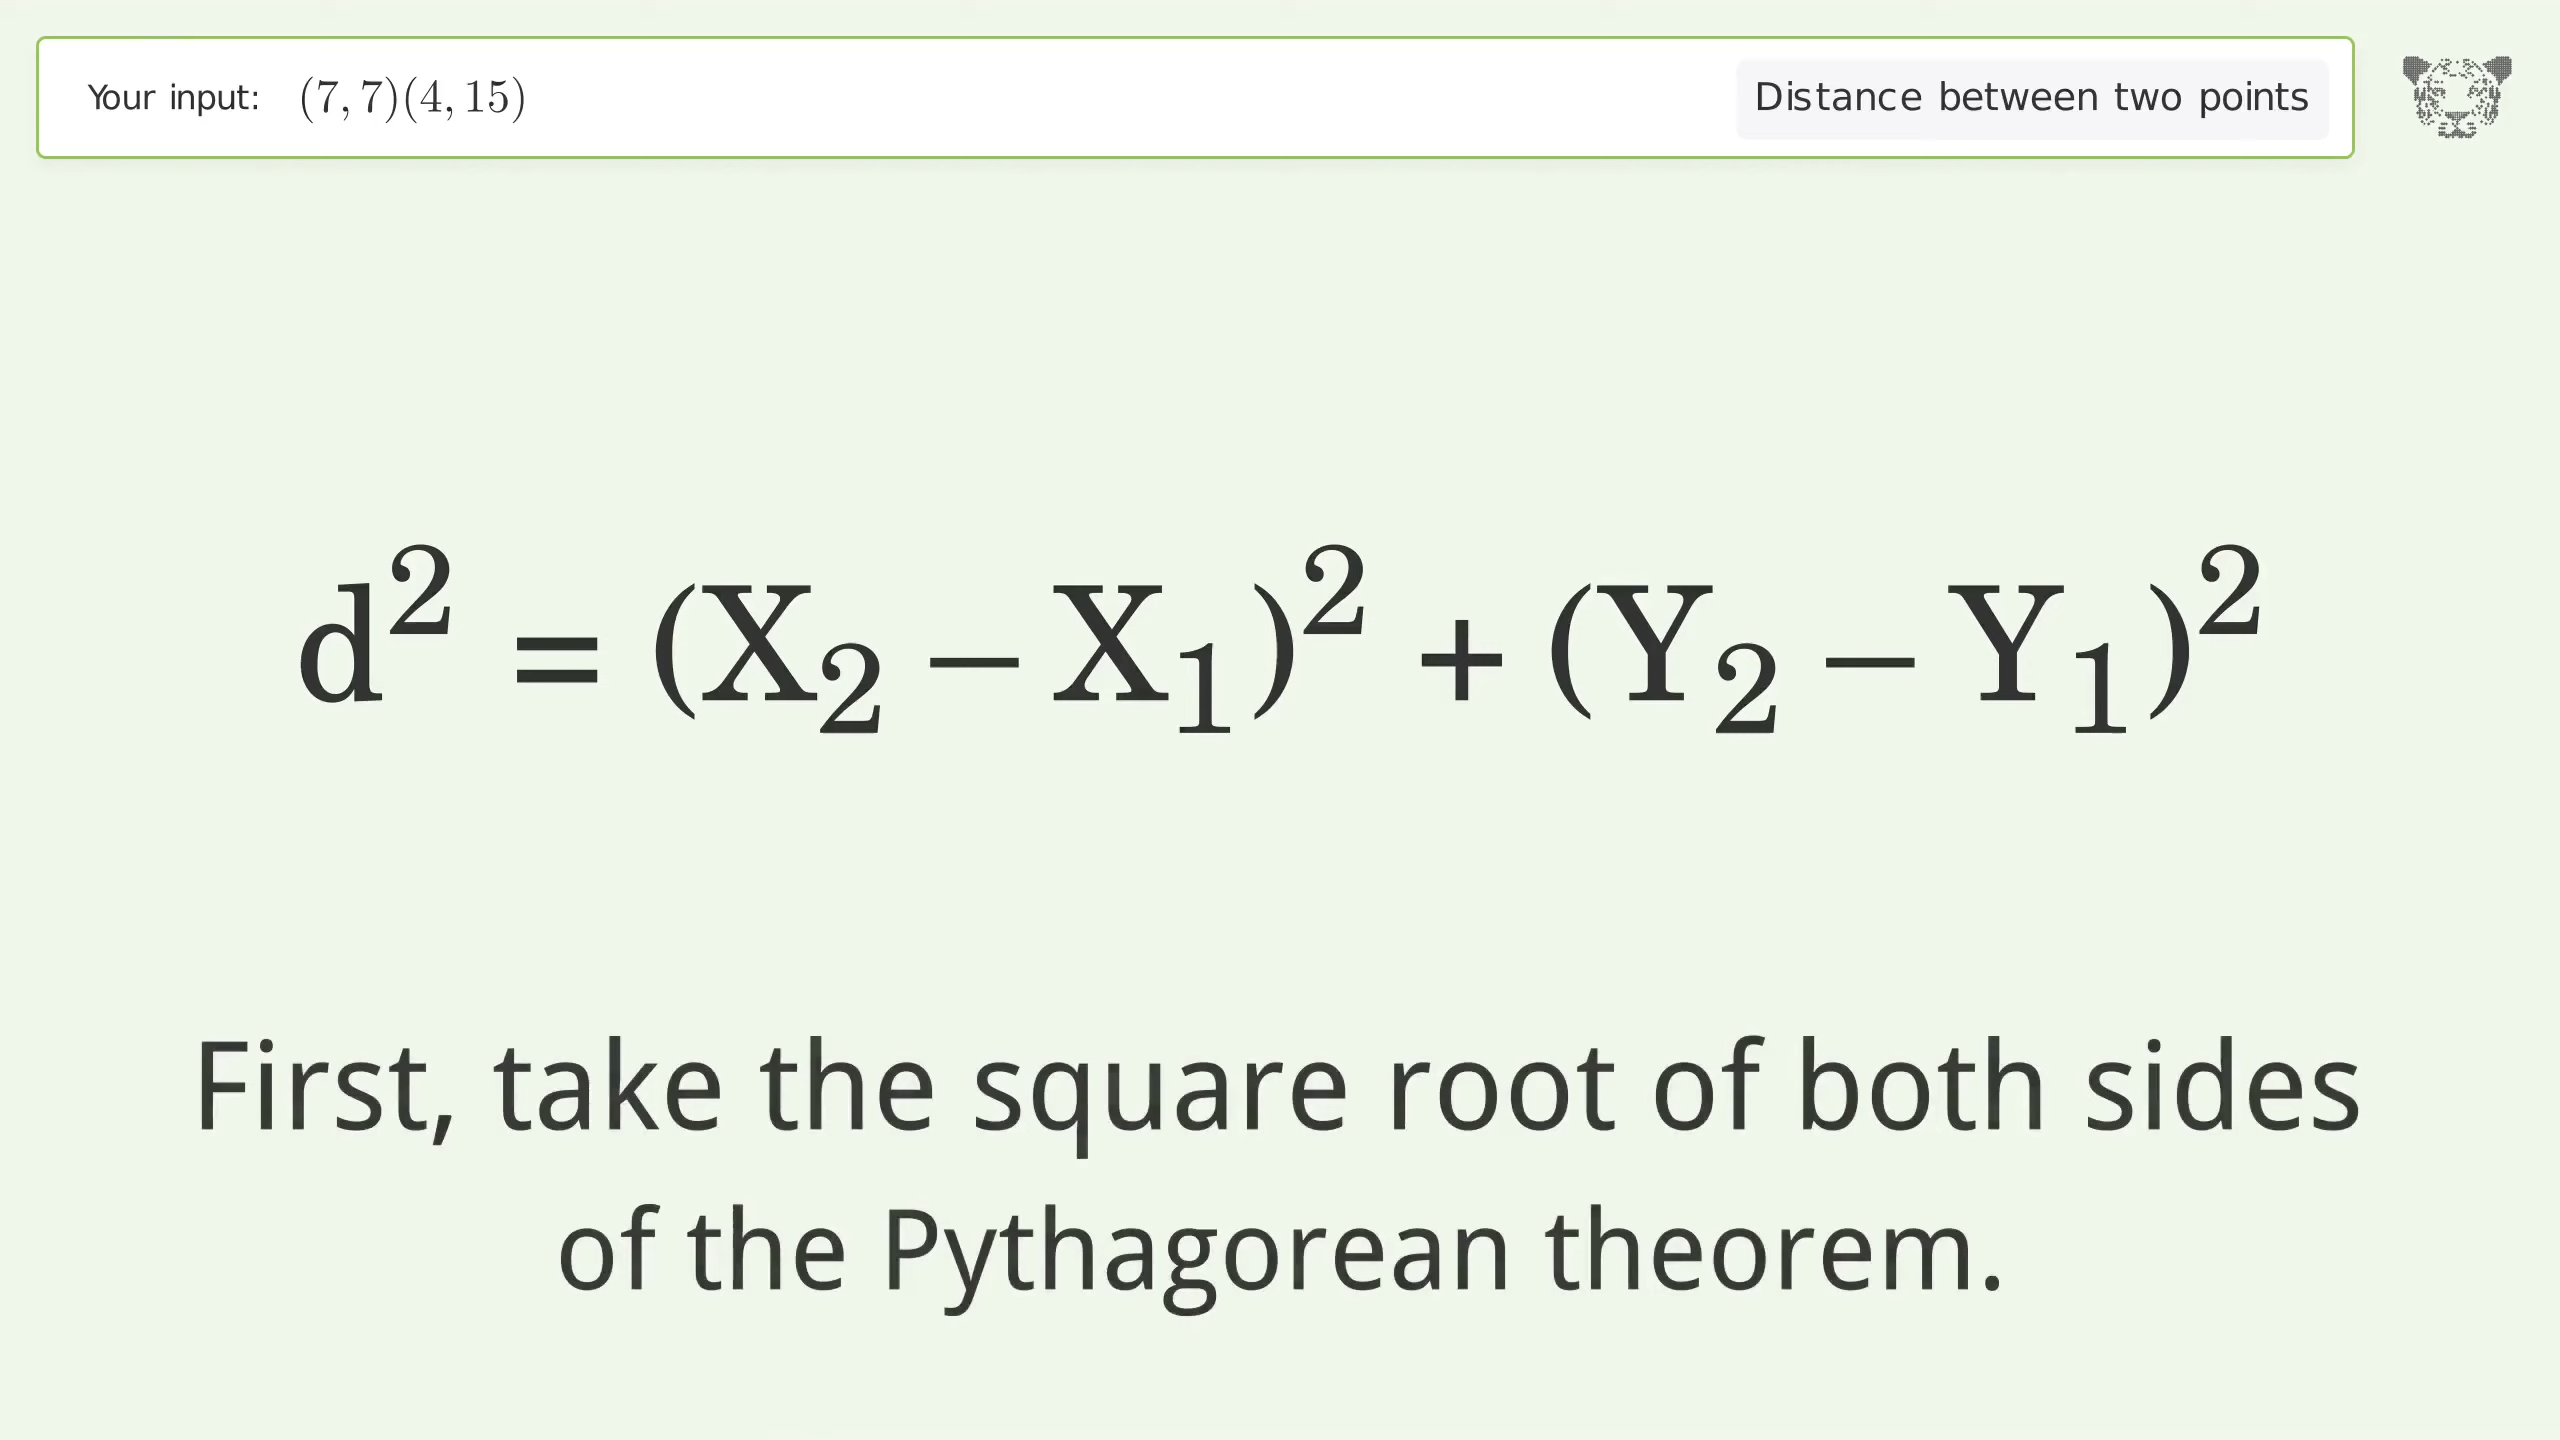 Your input: (7, 7)(4, 15) Distance between two points
d² = (X₂ − X₁)² + (Y₂ − Y₁)²
First, take the square root of both sides
of the Pythagorean theorem.